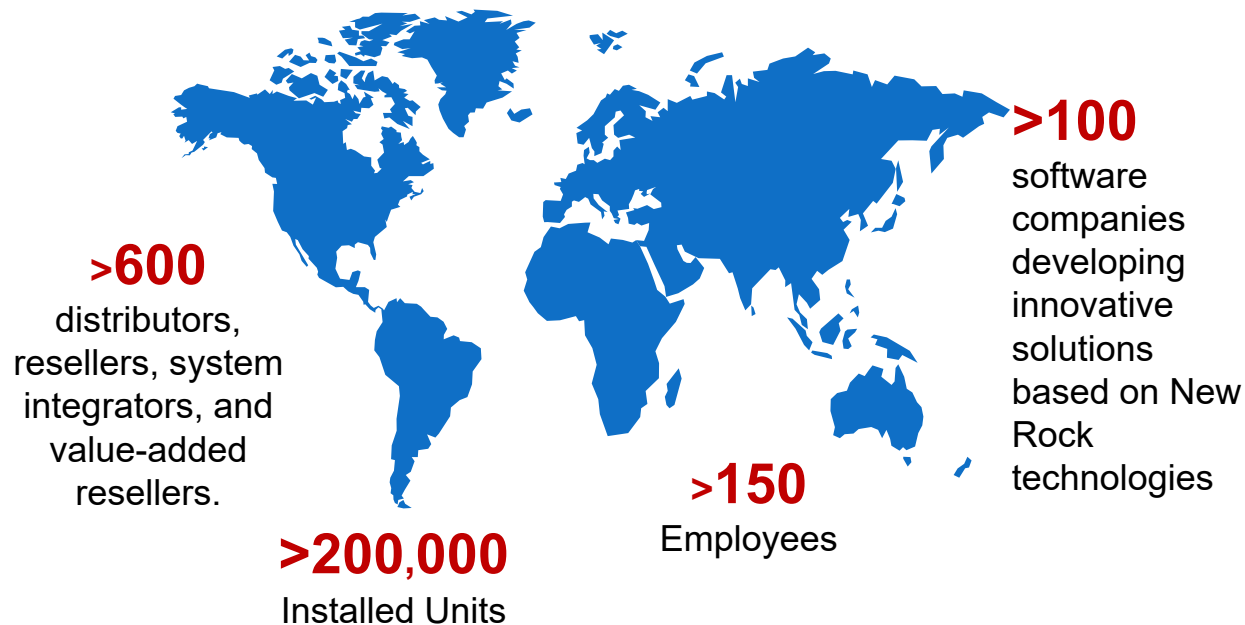 >100
software
companies
developing
innovative
solutions
based on New
Rock
technologies
>600
distributors,
resellers, system
integrators, and
value-added
resellers.
>150
Employees
>200,000
Installed Units